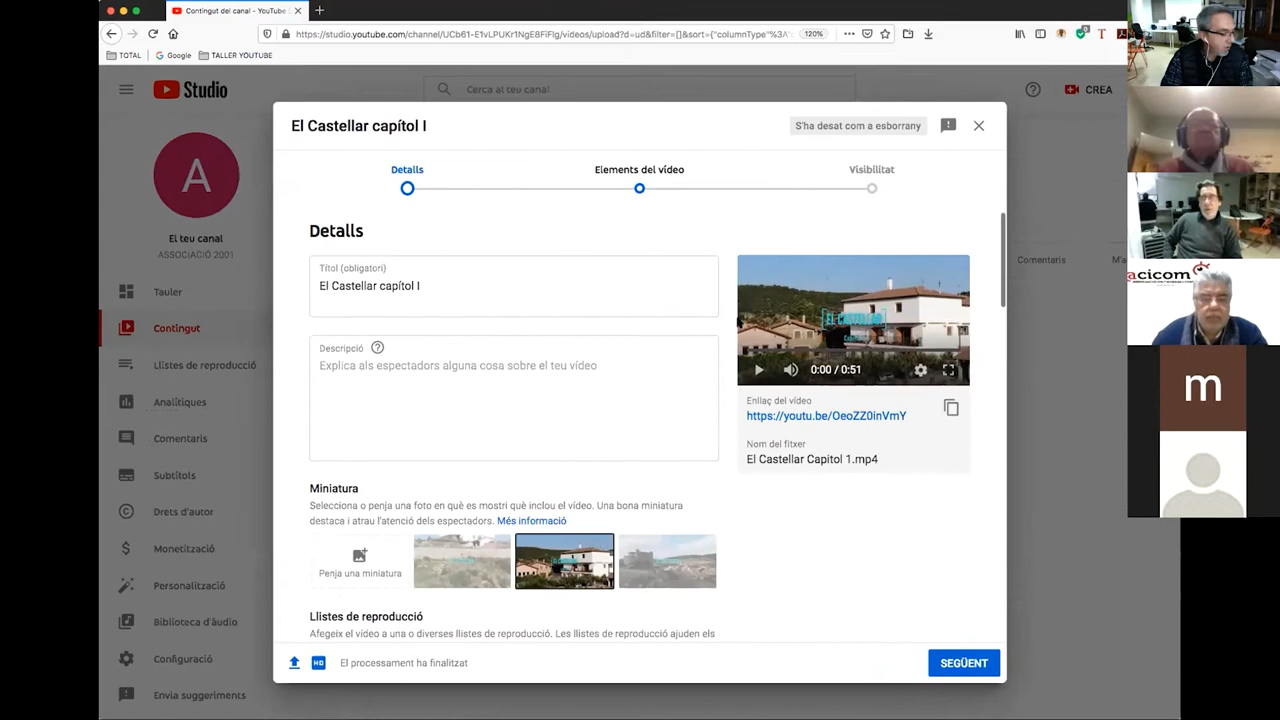 Contingut del canal - YouTube
https://studio.youtube.com/channel/UCb61-E1vLPUKr1NgE8FiFlg/videos/upload?d=ud&filter=[]&sort={"columnType"%3A"
120%
TOTAL
Google
TALLER YOUTUBE
Studio
Cerca al teu canal
CREA
A
El teu canal
ASSOCIACIÓ 2001
Tauler
Contingut
Llistes de reproducció
Analítiques
Comentaris
Subtítols
Drets d'autor
Monetització
Personalització
Biblioteca d'àudio
Configuració
Envia suggeriments
El Castellar capítol I
S'ha desat com a esborrany
Detalls
Elements del vídeo
Visibilitat
Detalls
Títol (obligatori)
El Castellar capítol I
Descripció
Explica als espectadors alguna cosa sobre el teu vídeo
EL CASTELLAR
0:00 / 0:51
Enllaç del vídeo
https://youtu.be/OeoZZ0inVmY
Nom del fitxer
El Castellar Capitol 1.mp4
Miniatura
Selecciona o penja una foto en què es mostri què inclou el vídeo. Una bona miniatura
destaca i atrau l'atenció dels espectadors. Més informació
Penja una miniatura
Llistes de reproducció
Afegeix el vídeo a una o diverses llistes de reproducció. Les llistes de reproducció ajuden els
HD
El processament ha finalitzat
SEGÜENT
Comentaris
acicom
m